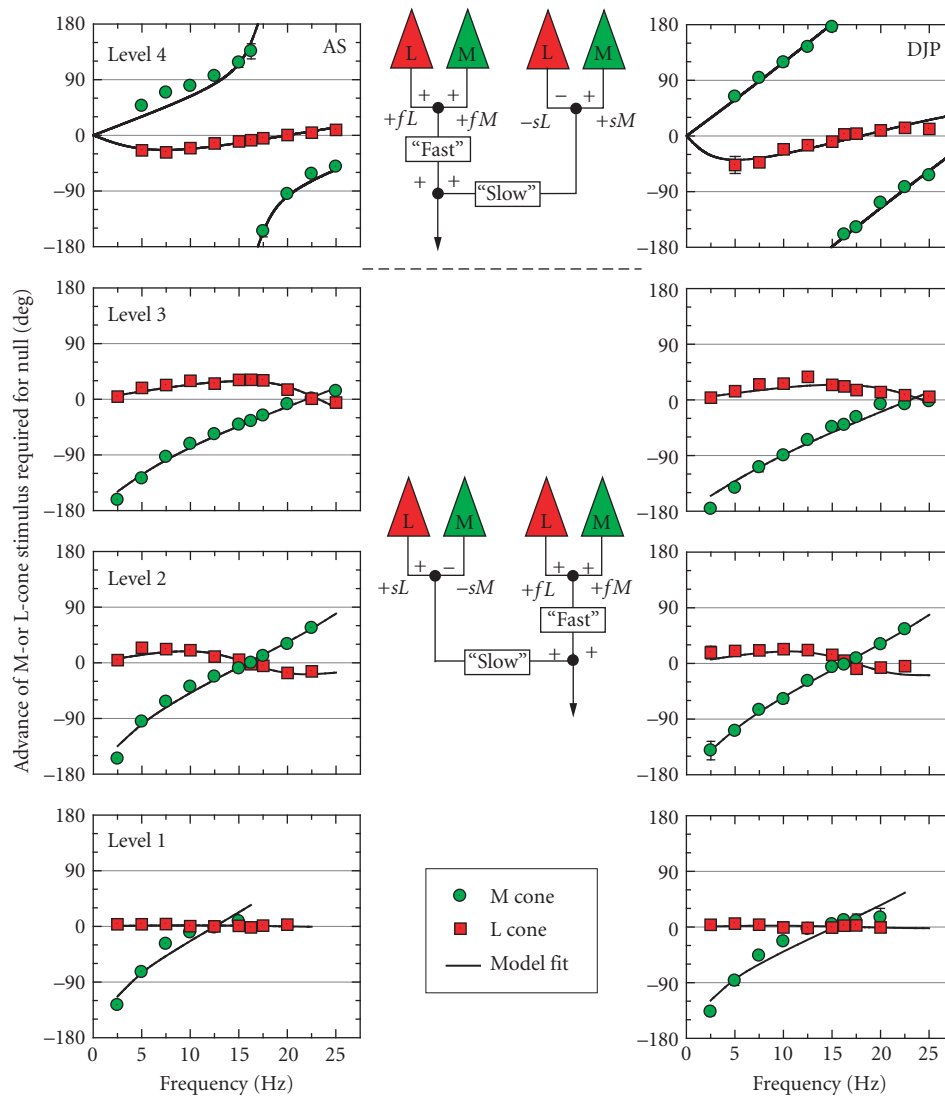 Advance of M-or L-cone stimulus required for null (deg)
180
90
0
−90
−180
Level 4
AS
L M L M
+ + − +
+fL +fM −sL +sM
“Fast”
+ +
“Slow”
DJP
180
90
0
−90
−180
180
90
0
−90
−180
Level 3
180
90
0
−90
−180
180
90
0
−90
−180
Level 2
L M L M
+ − + +
+sL −sM +fL +fM
“Fast”
“Slow”
+ +
180
90
0
−90
−180
180
90
0
−90
−180
Level 1
0 5 10 15 20 25
Frequency (Hz)
M cone
L cone
Model fit
180
90
0
−90
−180
0 5 10 15 20 25
Frequency (Hz)